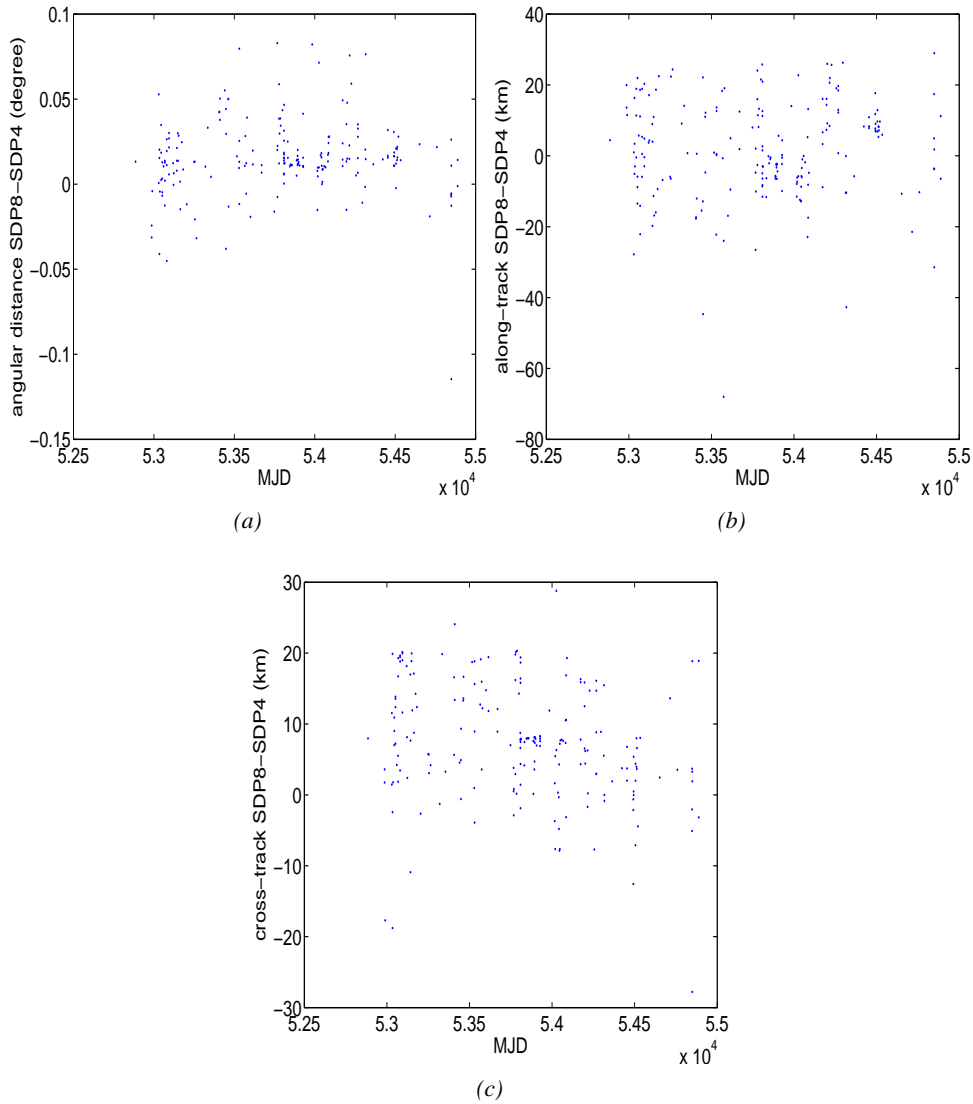 0.1
0.05
0
−0.05
−0.1
−0.15
5.25 5.3 5.35 5.4 5.45 5.5
x 10^4
MJD
angular distance SDP8−SDP4 (degree)
(a)
40
20
0
−20
−40
−60
−80
5.25 5.3 5.35 5.4 5.45 5.5
x 10^4
MJD
along−track SDP8−SDP4 (km)
(b)
30
20
10
0
−10
−20
−30
5.25 5.3 5.35 5.4 5.45 5.5
x 10^4
MJD
cross−track SDP8−SDP4 (km)
(c)